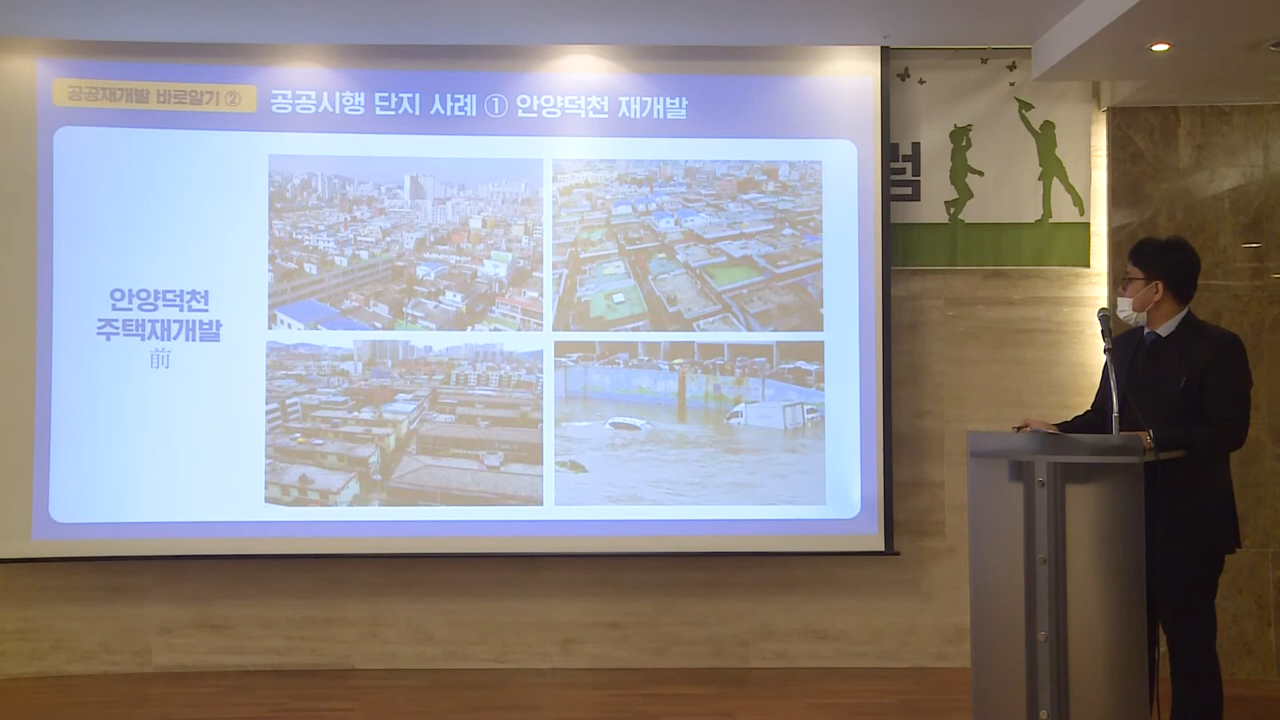 공공재개발 바로알기 ②
공공시행 단지 사례 ① 안양덕천 재개발
안양덕천
주택재개발
前
럼